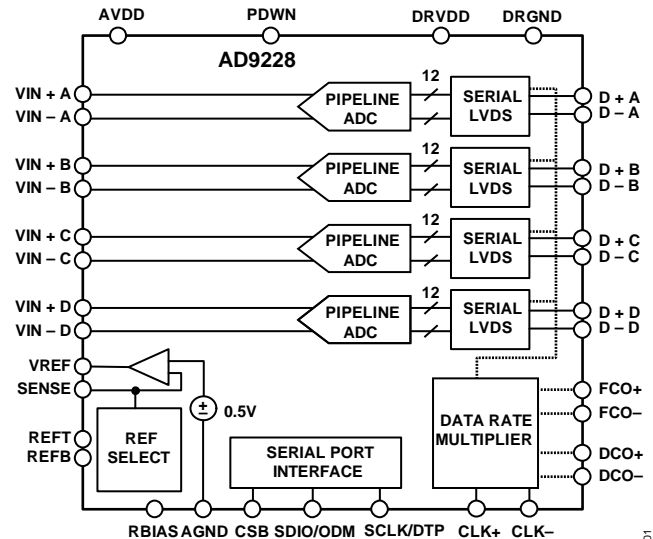 AVDD PDWN DRVDD DRGND
AD9228
VIN + A
VIN – A
PIPELINE
ADC
12
SERIAL
LVDS
D + A
D – A
VIN + B
VIN – B
PIPELINE
ADC
12
SERIAL
LVDS
D + B
D – B
VIN + C
VIN – C
PIPELINE
ADC
12
SERIAL
LVDS
D + C
D – C
VIN + D
VIN – D
PIPELINE
ADC
12
SERIAL
LVDS
D + D
D – D
VREF
SENSE
+
–
0.5V
REFT
REFB
REF
SELECT
SERIAL PORT
INTERFACE
DATA RATE
MULTIPLIER
FCO+
FCO–
DCO+
DCO–
RBIAS AGND CSB SDIO/ODM SCLK/DTP CLK+ CLK–
01